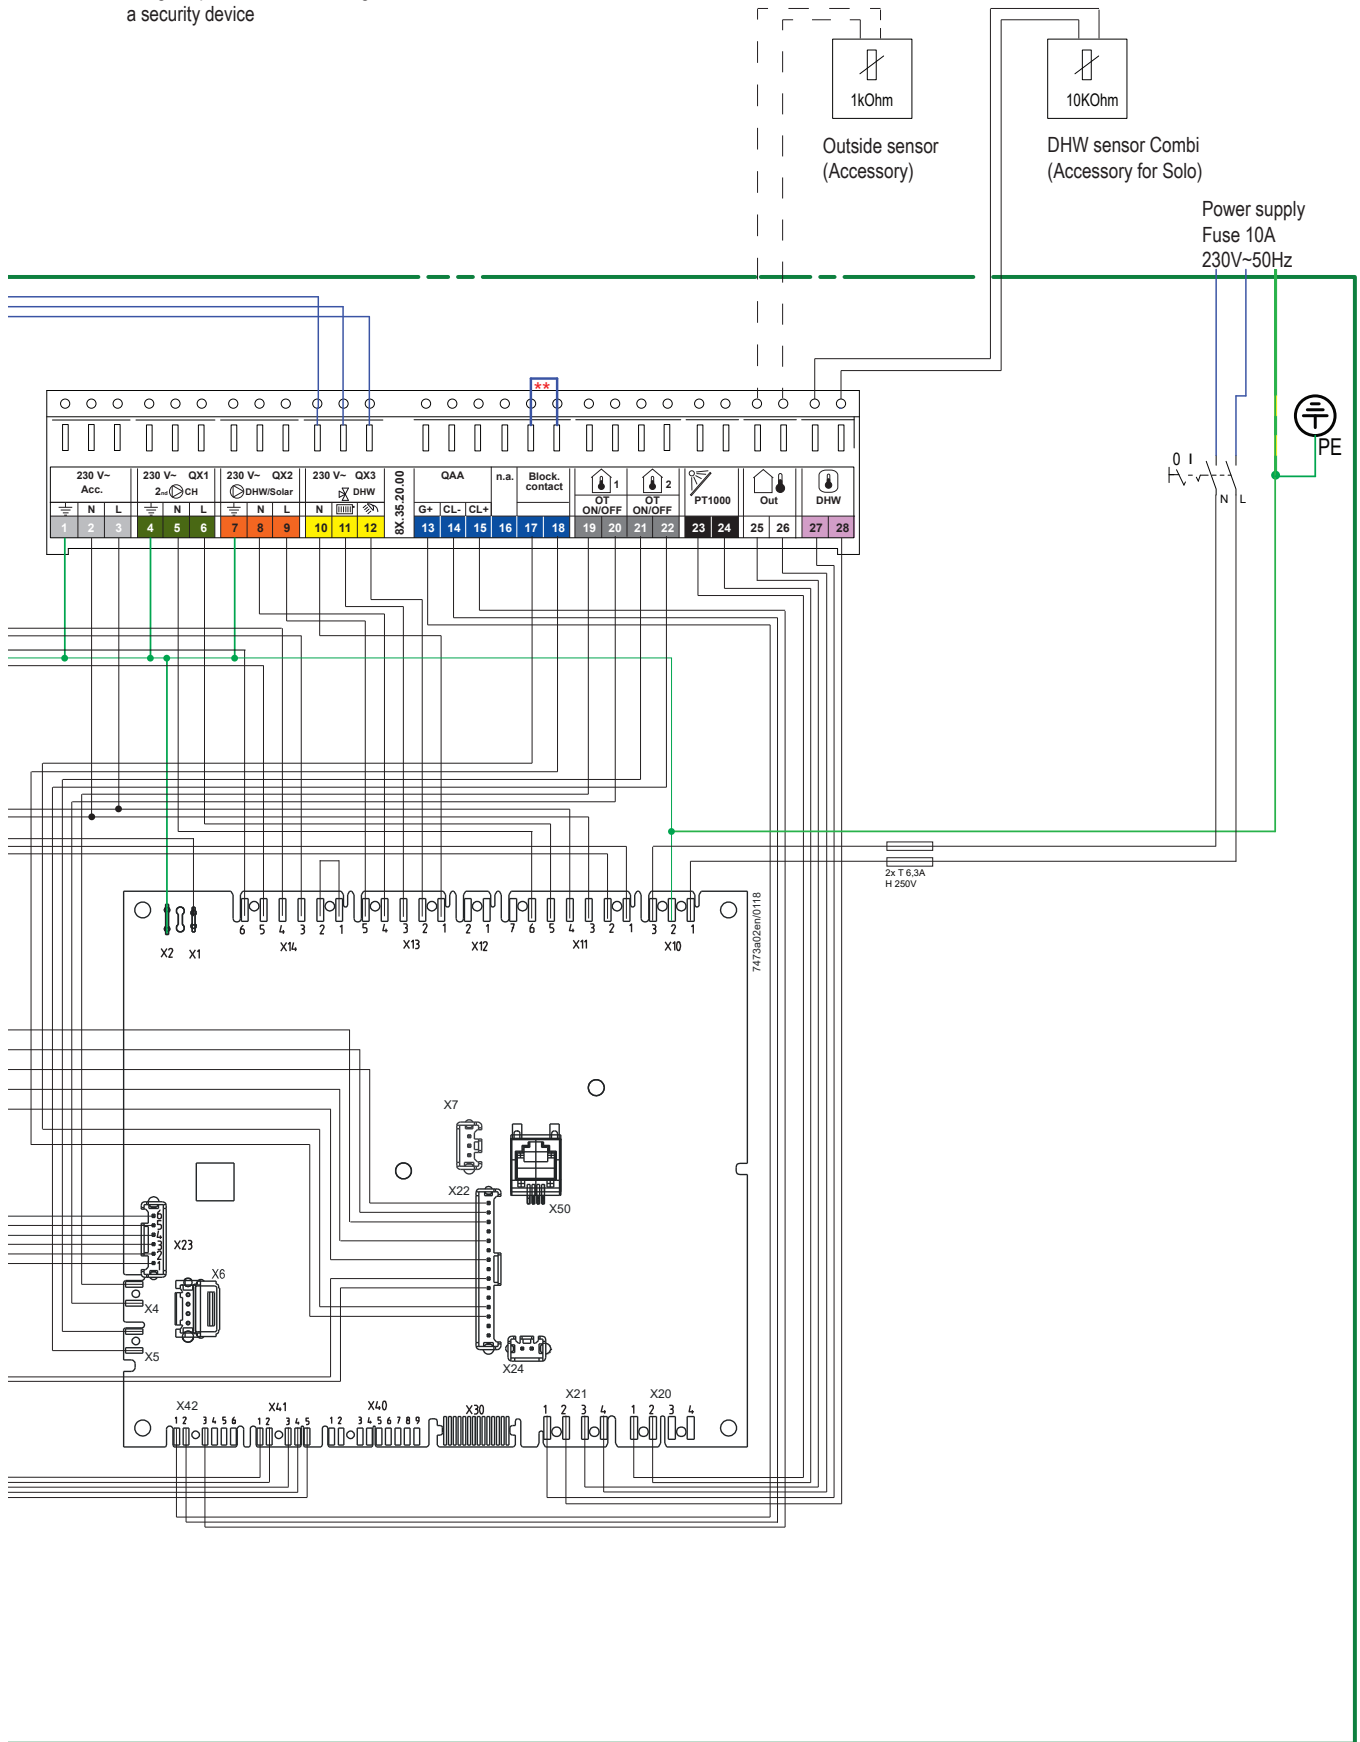 a security device
1kOhm
10KOhm
Outside sensor
(Accessory)
DHW sensor Combi
(Accessory for Solo)
Power supply
Fuse 10A
230V~50Hz
**
PE
0 I
N L
230 V~
Acc.
N L
1 2 3
230 V~ QX1
2nd CH
N L
4 5 6
230 V~ QX2
DHW/Solar
N L
7 8 9
230 V~ QX3
DHW
N
10 11 12
8X.35.20.00
QAA
G+ CL- CL+
13 14 15
n.a.
16
Block.
contact
17 18
1
OT
ON/OFF
19 20
2
OT
ON/OFF
21 22
PT1000
23 24
Out
25 26
DHW
27 28
2x T 6,3A
H 250V
7473a02en/0118
X2 X1
6 5 4 3 2 1
X14
5 4 3 2 1
X13
2 1
X12
7 6 5 4 3 2 1
X11
3 2 1
X10
X7
X50
X22
6
5
4
3
2
1
X23
X6
X4
X5
X24
X42
1 2 3 4 5 6
X41
1 2 3 4 5
X40
1 2 3 4 5 6 7 8 9
X30
X21
1 2 3 4
X20
1 2 3 4